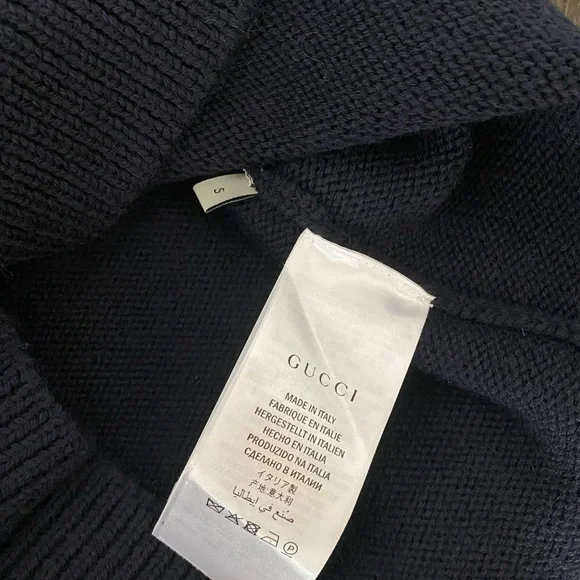 S
GUCCI
MADE IN ITALY
FABRIQUE EN ITALIE
HERGESTELLT IN ITALIEN
HECHO EN ITALIA
PRODUZIDO NA ITALIA
СДЕЛАНО В ИТАЛИИ
イタリア製
产地:意大利
صنع في إيطاليا
P